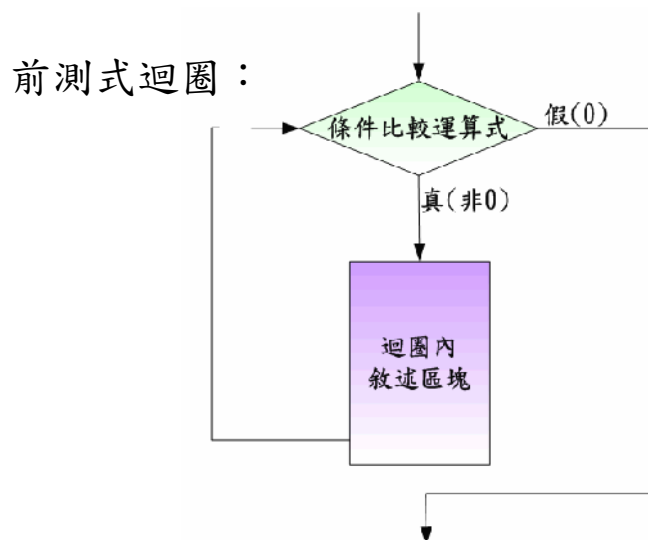 前測式迴圈：
條件比較運算式
假(0)
真(非0)
迴圈內
敘述區塊